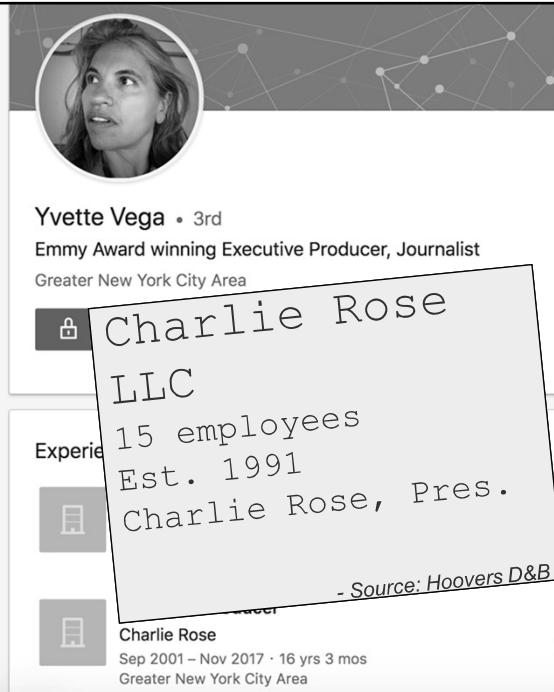 Yvette Vega • 3rd
Emmy Award winning Executive Producer, Journalist
Greater New York City Area
Charlie Rose
LLC
15 employees
Est. 1991
Charlie Rose, Pres.
- Source: Hoovers D&B
Charlie Rose
Sep 2001 – Nov 2017 · 16 yrs 3 mos
Greater New York City Area